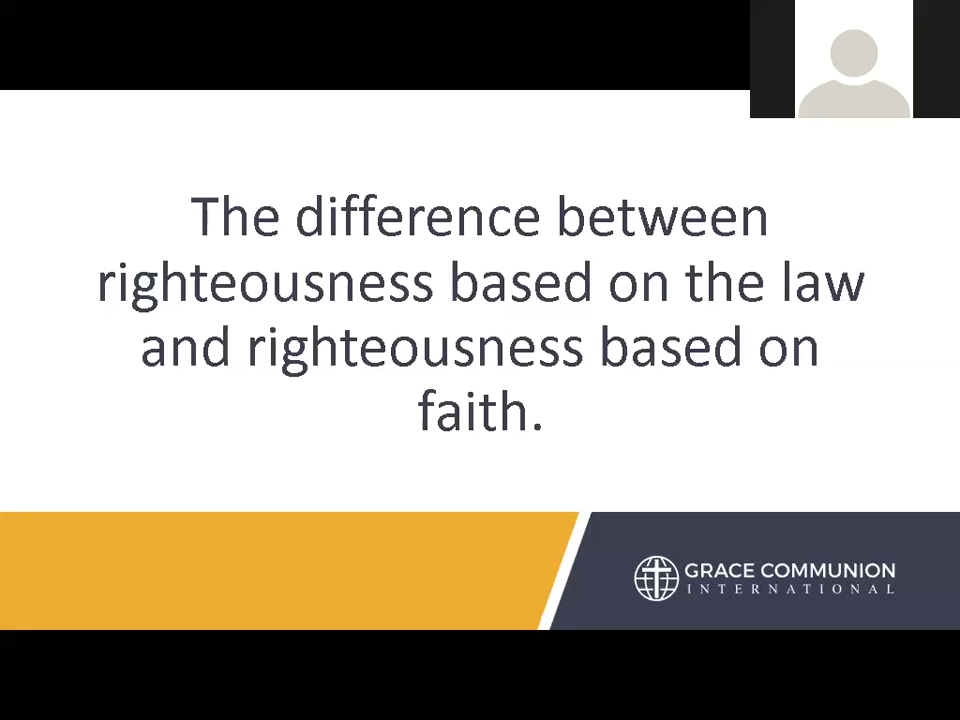 The difference between
righteousness based on the law
and righteousness based on
faith.
GRACE COMMUNION
INTERNATIONAL